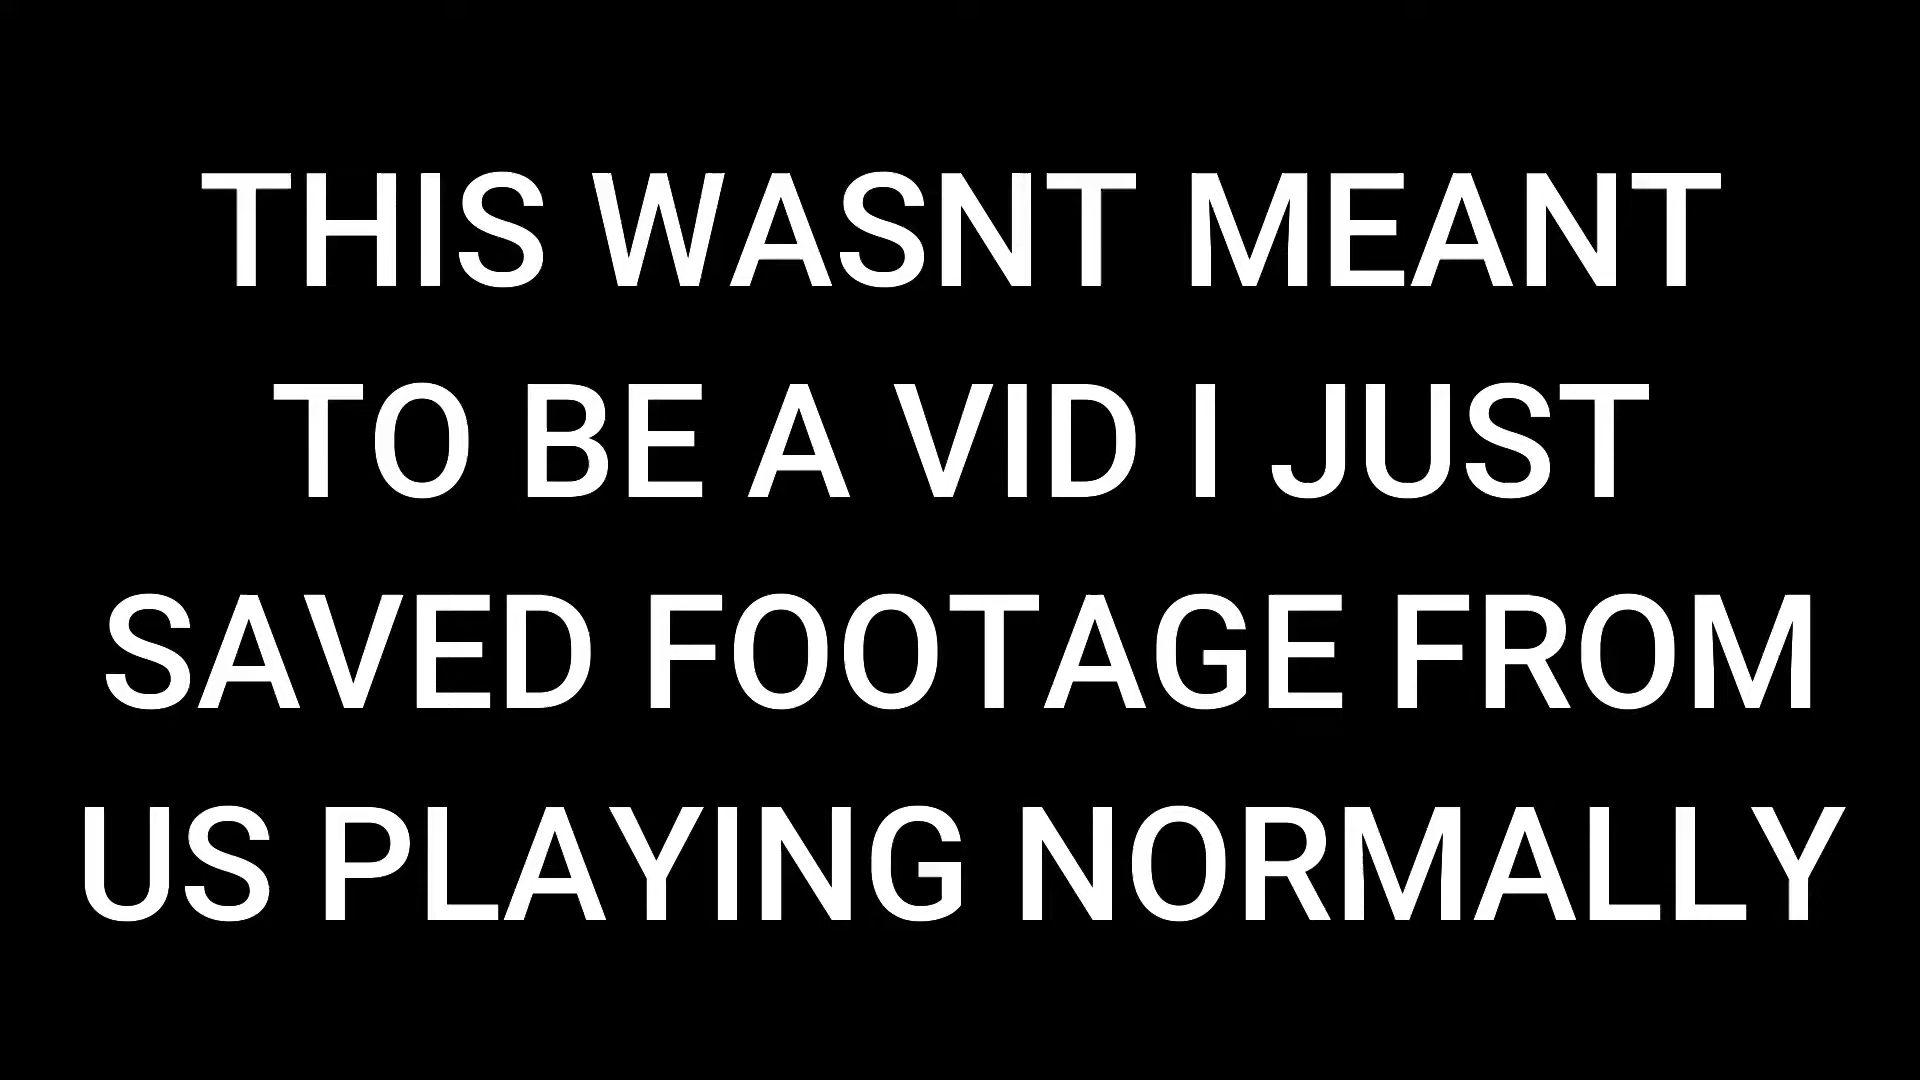 THIS WASNT MEANT
TO BE A VID I JUST
SAVED FOOTAGE FROM
US PLAYING NORMALLY